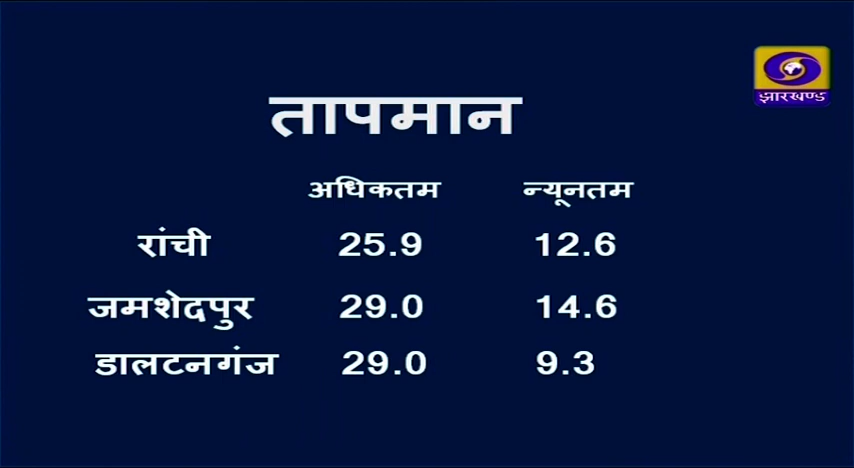 झारखण्ड
तापमान
अधिकतम न्यूनतम
रांची 25.9 12.6
जमशेदपुर 29.0 14.6
डालटनगंज 29.0 9.3